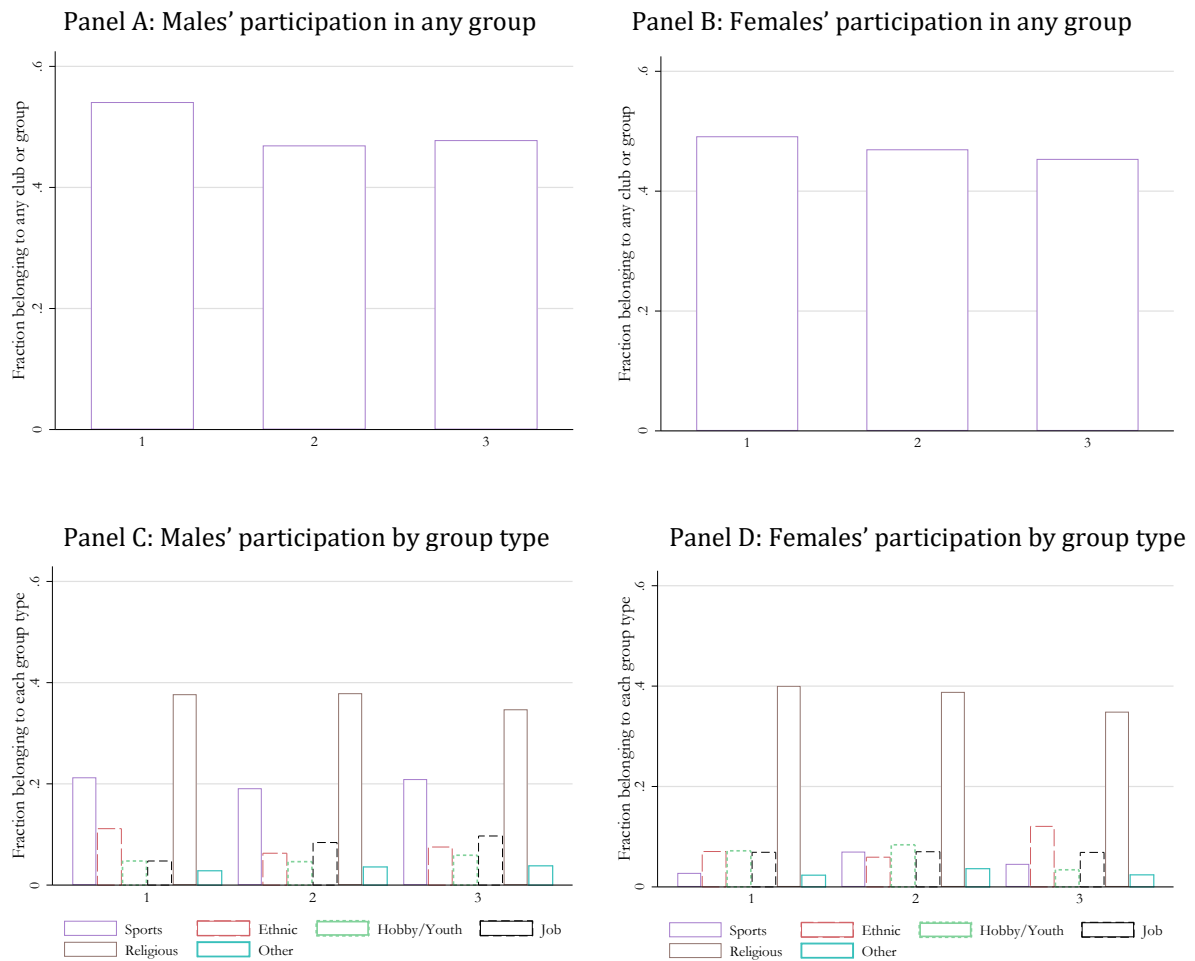 Panel A: Males’ participation in any group
Fraction belonging to any club or group
0
.2
.4
.6
1
2
3
Panel B: Females’ participation in any group
Fraction belonging to any club or group
0
.2
.4
.6
1
2
3
Panel C: Males’ participation by group type
Fraction belonging to each group type
0
.2
.4
.6
1
2
3
Sports
Ethnic
Hobby/Youth
Job
Religious
Other
Panel D: Females’ participation by group type
Fraction belonging to each group type
0
.2
.4
.6
1
2
3
Sports
Ethnic
Hobby/Youth
Job
Religious
Other